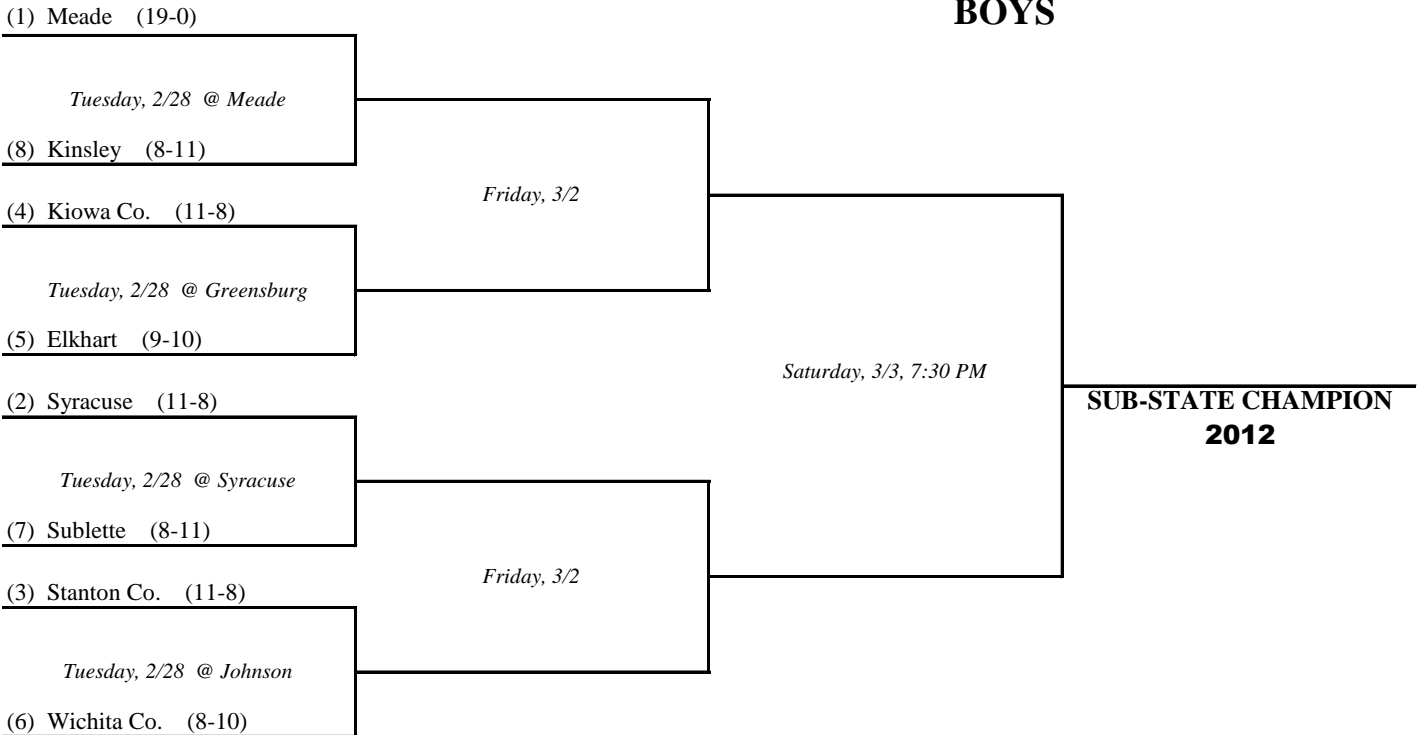 BOYS
(1) Meade (19-0)
Tuesday, 2/28 @ Meade
(8) Kinsley (8-11)
Friday, 3/2
(4) Kiowa Co. (11-8)
Tuesday, 2/28 @ Greensburg
(5) Elkhart (9-10)
Saturday, 3/3, 7:30 PM
SUB-STATE CHAMPION
2012
(2) Syracuse (11-8)
Tuesday, 2/28 @ Syracuse
(7) Sublette (8-11)
Friday, 3/2
(3) Stanton Co. (11-8)
Tuesday, 2/28 @ Johnson
(6) Wichita Co. (8-10)